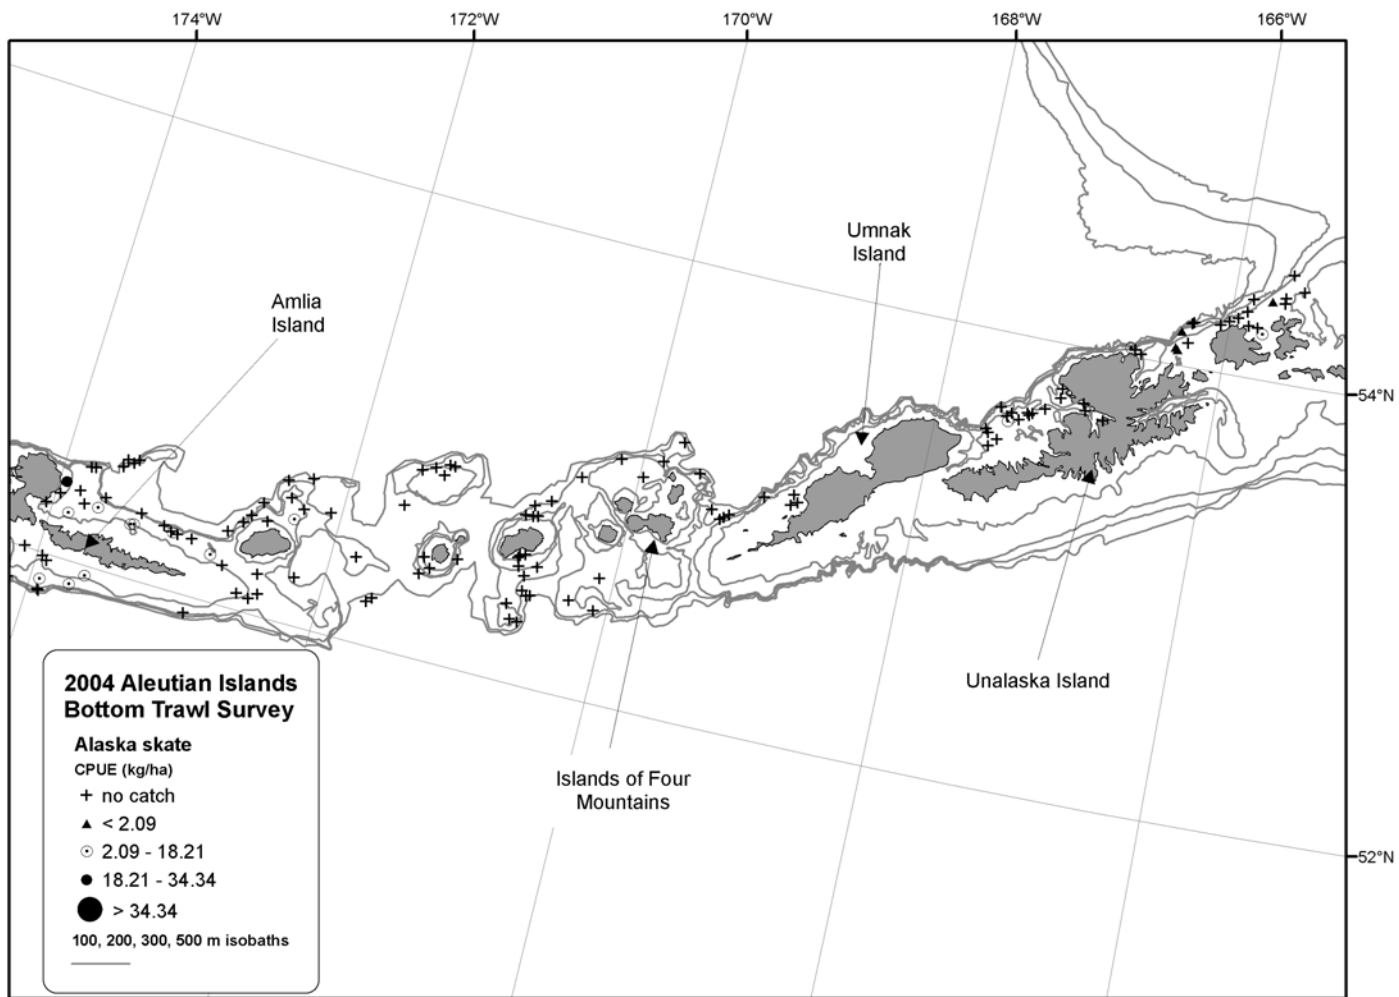 174°W
172°W
170°W
168°W
166°W
Umnak
Island
Amlia
Island
54°N
Unalaska Island
Islands of Four
Mountains
52°N
2004 Aleutian Islands
Bottom Trawl Survey
Alaska skate
CPUE (kg/ha)
no catch
< 2.09
2.09 - 18.21
18.21 - 34.34
> 34.34
100, 200, 300, 500 m isobaths